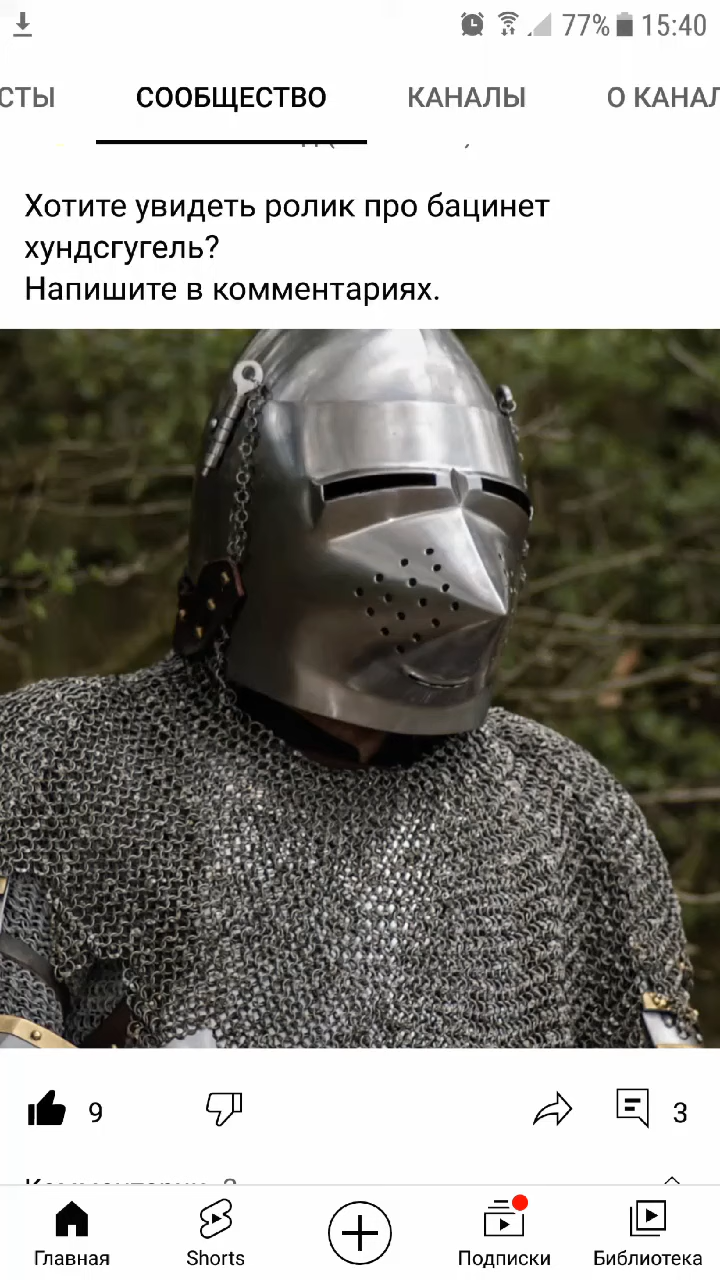 77% 15:40
СТЫ СООБЩЕСТВО КАНАЛЫ О КАНАЛ
Хотите увидеть ролик про бацинет
хундсгугель?
Напишите в комментариях.
9 3
Главная Shorts Подписки Библиотека